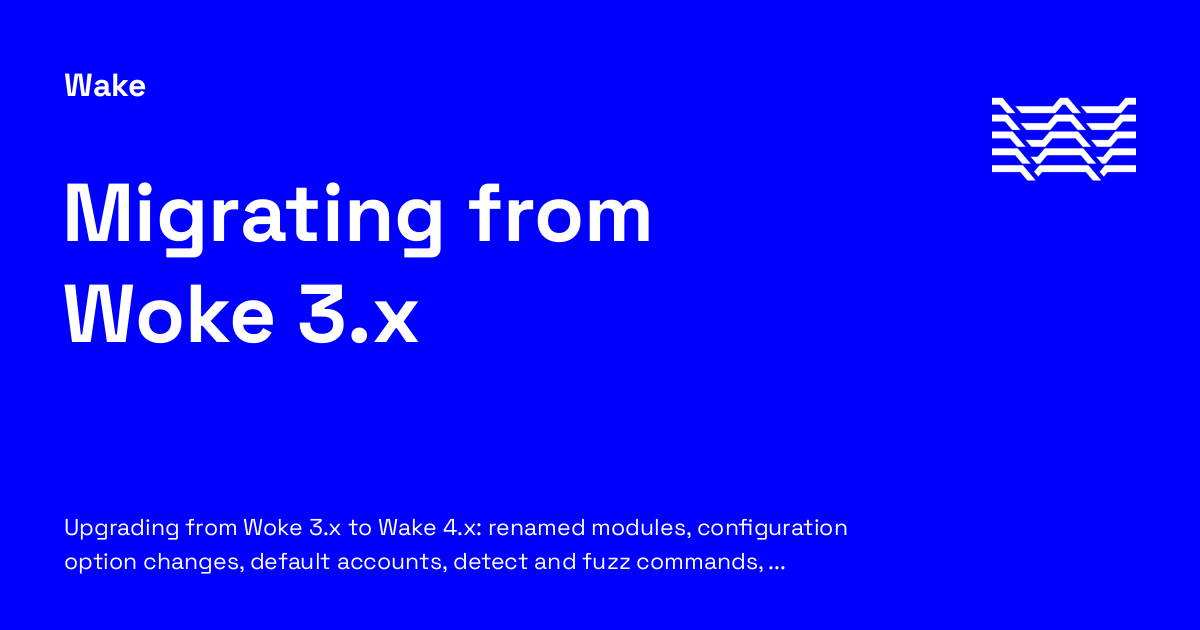 Wake
Migrating from
Woke 3.x
Upgrading from Woke 3.x to Wake 4.x: renamed modules, configuration
option changes, default accounts, detect and fuzz commands, ...